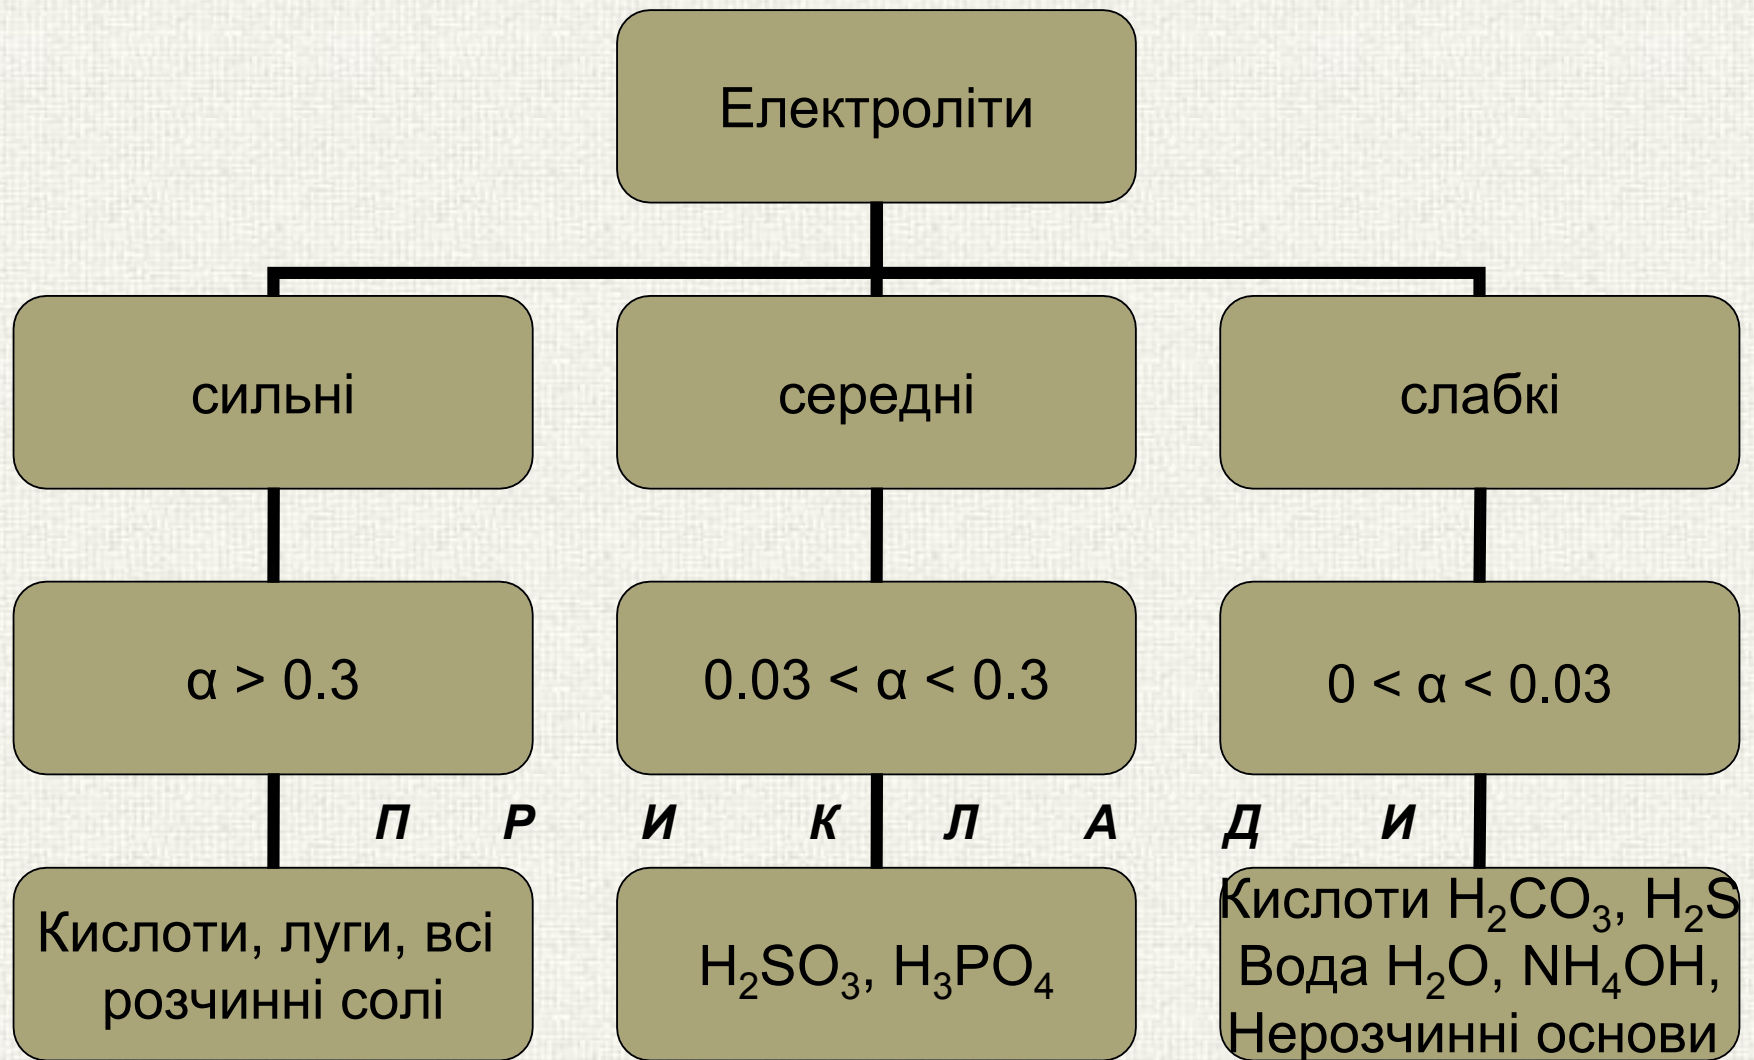 Електроліти
сильні
середні
слабкі
α > 0.3
0.03 < α < 0.3
0 < α < 0.03
П Р И К Л А Д И
Кислоти, луги, всі
розчинні солі
H₂SO₃, H₃PO₄
Кислоти H₂CO₃, H₂S
Вода H₂O, NH₄OH,
Нерозчинні основи